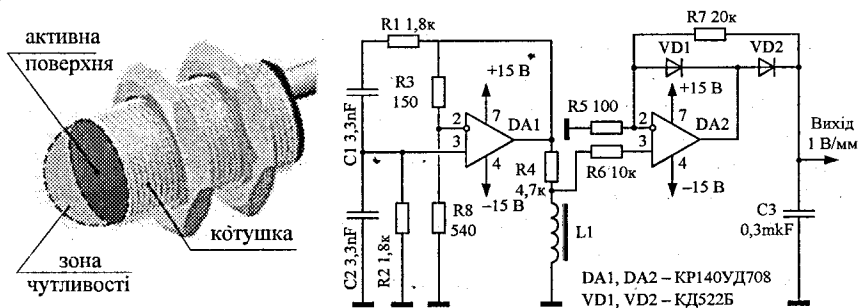 активна
поверхня
котушка
зона
чутливості
R1 1,8к
C1 3,3nF
R3
150
+15 В
2
3
7
4
DA1
–15 В
R4
4,7к
C2 3,3nF
R2 1,8к
R8
540
L1
R7 20к
VD1
VD2
R5 100
+15 В
2
3
7
4
DA2
R6 10к
–15 В
Вихід
1 В/мм
C3
0,3mkF
DA1, DA2 – КР140УД708
VD1, VD2 – КД522Б